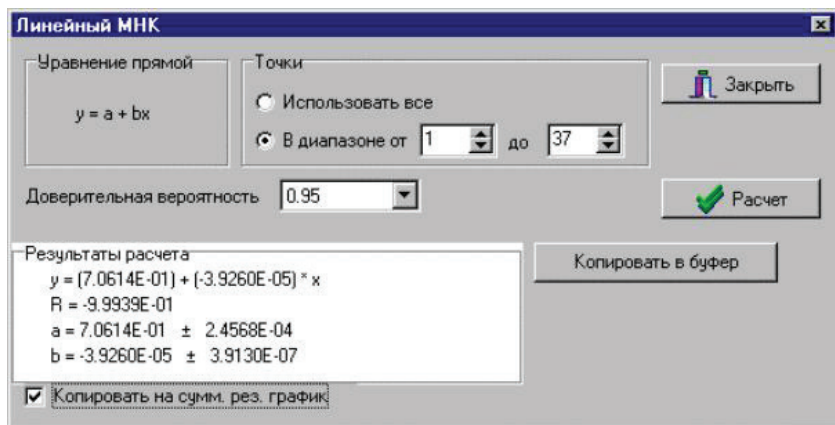 Линейный МНК
Уравнение прямой
y = a + bx
Точки
Использовать все
В диапазоне от 1 до 37
Закрыть
Доверительная вероятность 0.95
Расчет
Результаты расчета
y = (7.0614E-01) + (-3.9260E-05) * x
R = -9.9939E-01
a = 7.0614E-01 ± 2.4568E-04
b = -3.9260E-05 ± 3.9130E-07
Копировать в буфер
Копировать на сумм. рез. график